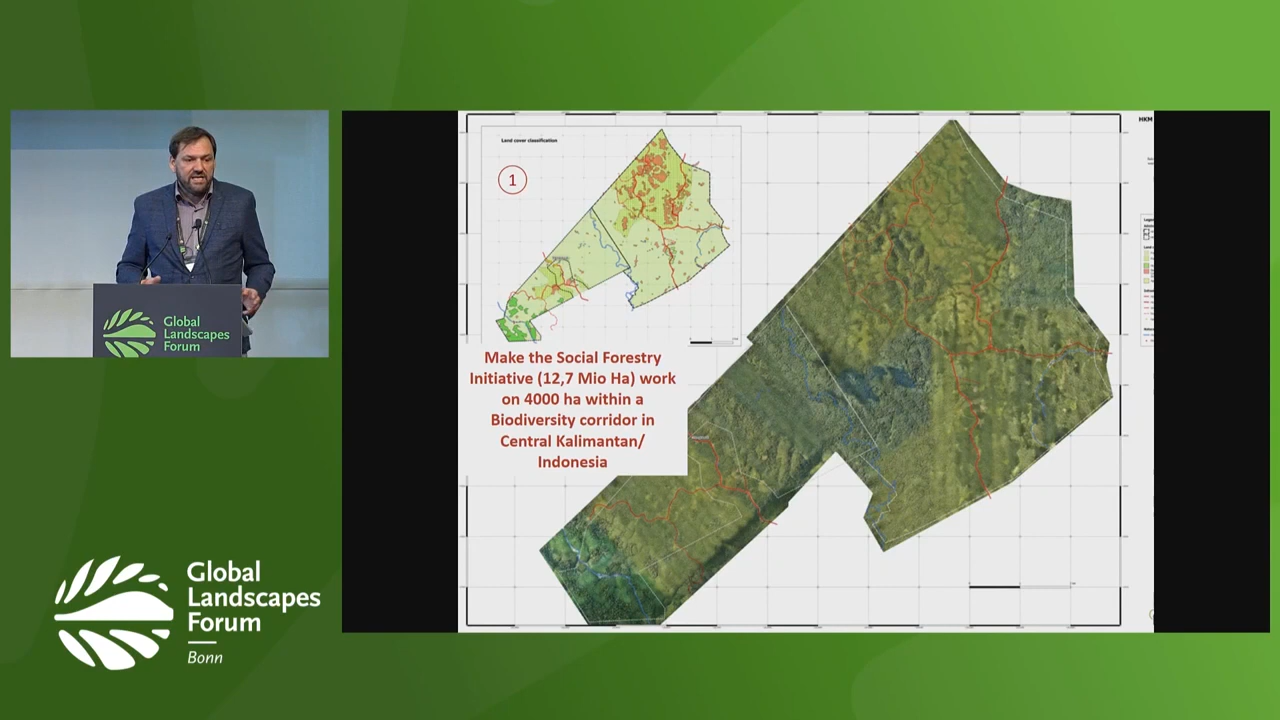 Global
Landscapes
Forum
Land cover classification
1
Make the Social Forestry
Initiative (12,7 Mio Ha) work
on 4000 ha within a
Biodiversity corridor in
Central Kalimantan/
Indonesia
HKM
Global
Landscapes
Forum
Bonn